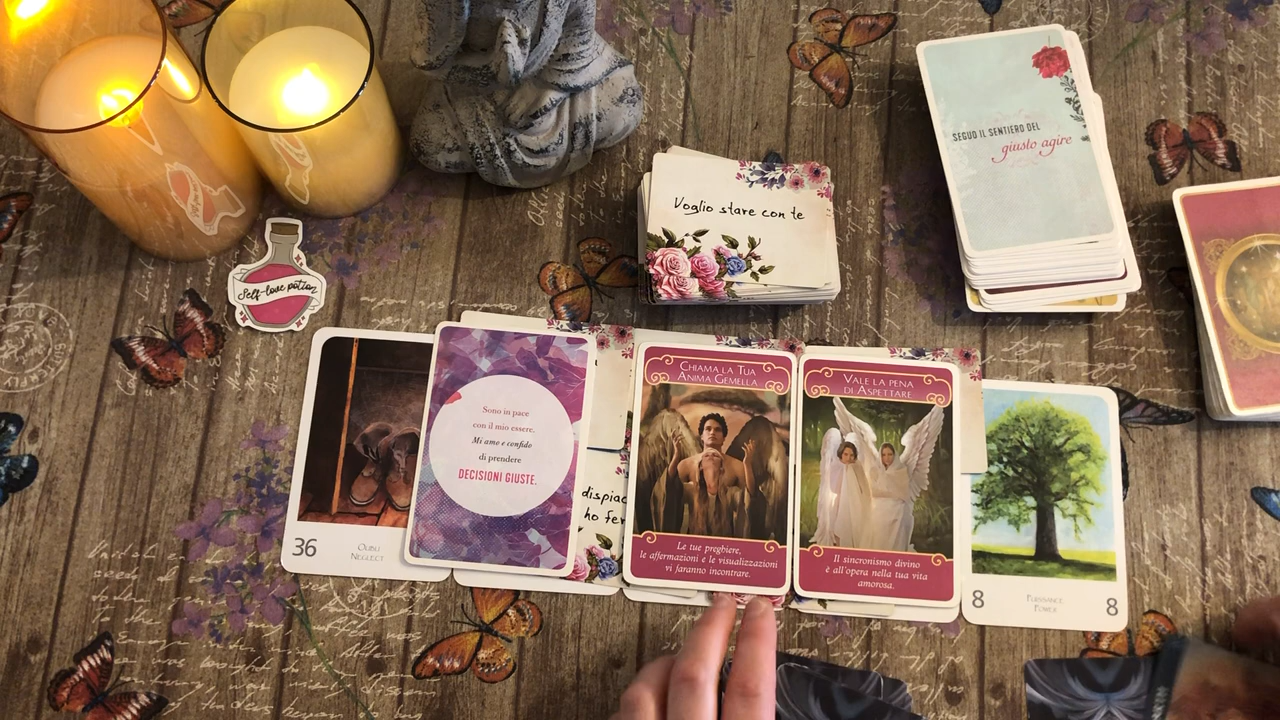 SEGUO IL SENTIERO DEL
giusto agire
Voglio stare con te
Self-love potion
36
OUBLI
NEGLECT
Sono in pace
con il mio essere.
Mi amo e confido
di prendere
DECISIONI GIUSTE.
dispiac
ho fer
CHIAMA LA TUA
ANIMA GEMELLA
Le tue preghiere,
le affermazioni e le visualizzazioni
vi faranno incontrare.
VALE LA PENA
DI ASPETTARE
Il sincronismo divino
è all'opera nella tua vita
amorosa.
8
PUISSANCE
POWER
8